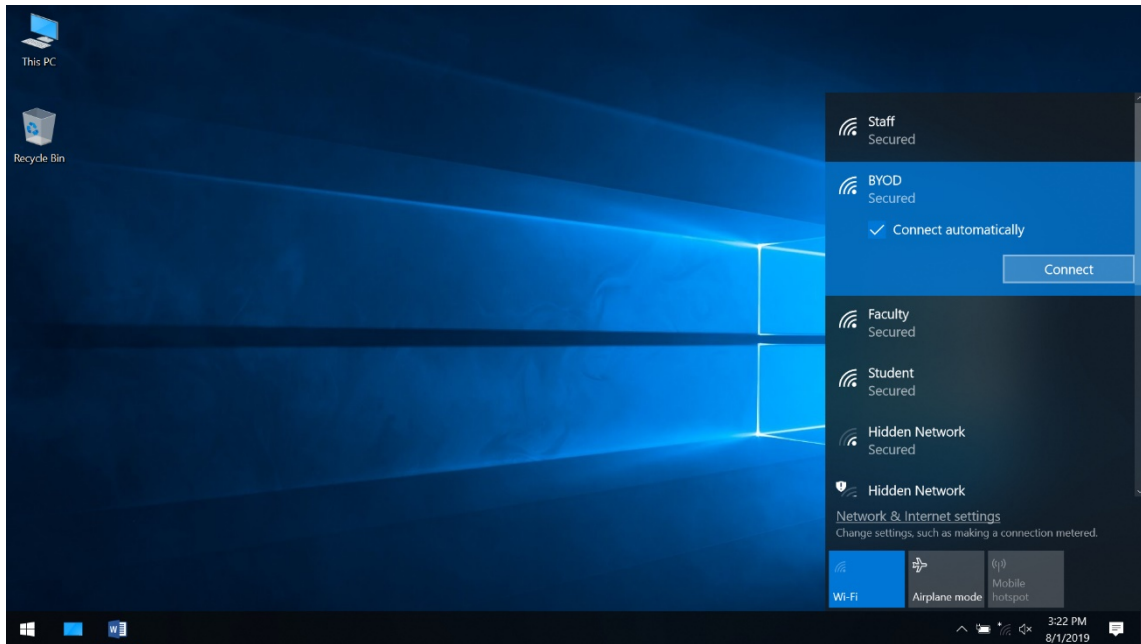 This PC
Recycle Bin
Staff
Secured
BYOD
Secured
Connect automatically
Connect
Faculty
Secured
Student
Secured
Hidden Network
Secured
Hidden Network
Network & Internet settings
Change settings, such as making a connection metered.
Wi-Fi
Airplane mode
Mobile
hotspot
W
3:22 PM
8/1/2019